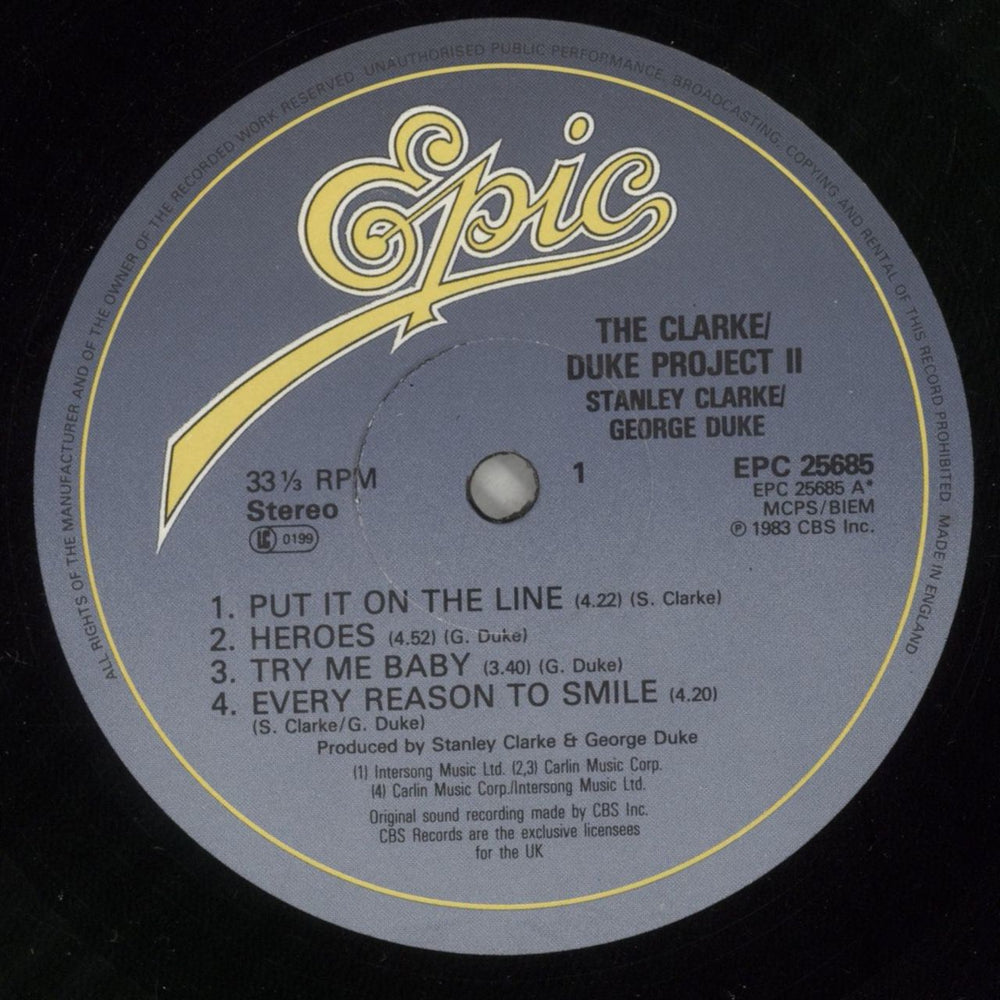 ALL RIGHTS OF THE MANUFACTURER AND OF THE OWNER OF THE RECORDED WORK RESERVED. UNAUTHORISED PUBLIC PERFORMANCE, BROADCASTING, COPYING AND RENTAL OF THIS RECORD PROHIBITED. MADE IN ENGLAND
Epic
THE CLARKE/
DUKE PROJECT II
STANLEY CLARKE/
GEORGE DUKE
33 1/3 RPM
Stereo
LC 0199
1
EPC 25685
EPC 25685 A*
MCPS/BIEM
℗ 1983 CBS Inc.
1. PUT IT ON THE LINE (4.22) (S. Clarke)
2. HEROES (4.52) (G. Duke)
3. TRY ME BABY (3.40) (G. Duke)
4. EVERY REASON TO SMILE (4.20)
(S. Clarke/G. Duke)
Produced by Stanley Clarke & George Duke
(1) Intersong Music Ltd. (2,3) Carlin Music Corp.
(4) Carlin Music Corp./Intersong Music Ltd.
Original sound recording made by CBS Inc.
CBS Records are the exclusive licensees
for the UK